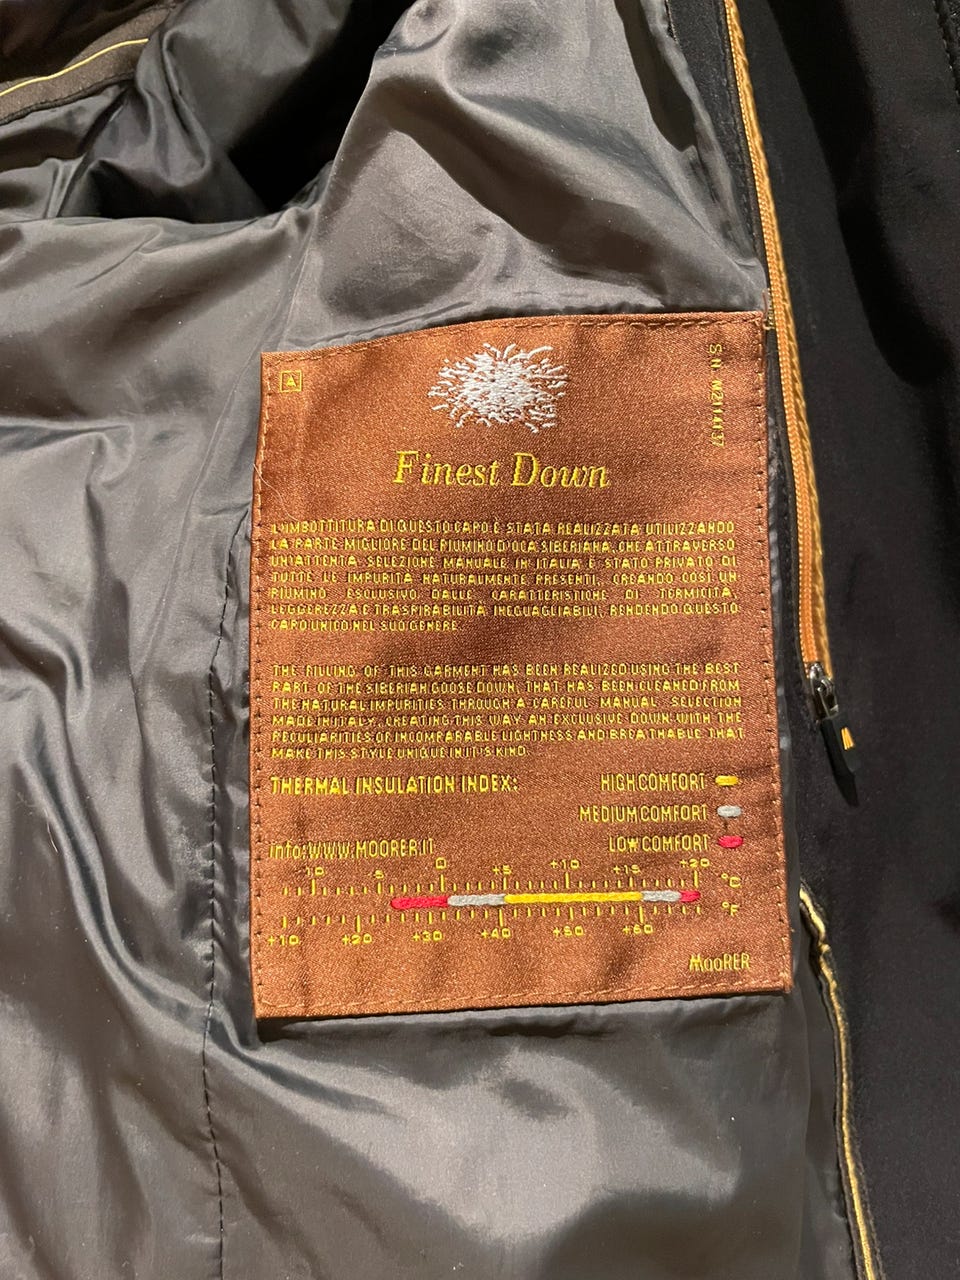 A
Finest Down
L'IMBOTTITURA DI QUESTO CAPO È STATA REALIZZATA UTILIZZANDO
LA PARTE MIGLIORE DEL PIUMINO D'OCA SIBERIANA, CHE ATTRAVERSO
UN'ATTENTA SELEZIONE MANUALE IN ITALIA È STATO PRIVATO DI
TUTTE LE IMPURITÀ NATURALMENTE PRESENTI, CREANDO COSÌ UN
PIUMINO ESCLUSIVO DALLE CARATTERISTICHE DI TERMICITÀ,
LEGGEREZZA E TRASPIRABILITÀ INEGUAGLIABILI, RENDENDO QUESTO
CAPO UNICO NEL SUO GENERE.
THE FILLING OF THIS GARMENT HAS BEEN REALIZED USING THE BEST
PART OF THE SIBERIAN GOOSE DOWN, THAT HAS BEEN CLEANED FROM
THE NATURAL IMPURITIES THROUGH A CAREFUL MANUAL SELECTION
MADE IN ITALY, CREATING THIS WAY AN EXCLUSIVE DOWN WITH THE
PECULIARITIES OF INCOMPARABLE LIGHTNESS AND BREATHABLE THAT
MAKE THIS STYLE UNIQUE IN IT'S KIND.
THERMAL INSULATION INDEX: HIGH COMFORT
MEDIUM COMFORT
info:WWW.MOORER.IT LOW COMFORT
-10 -5 0 +5 +10 +15 +20 °C
+10 +20 +30 +40 +50 +60 °F
MooRER